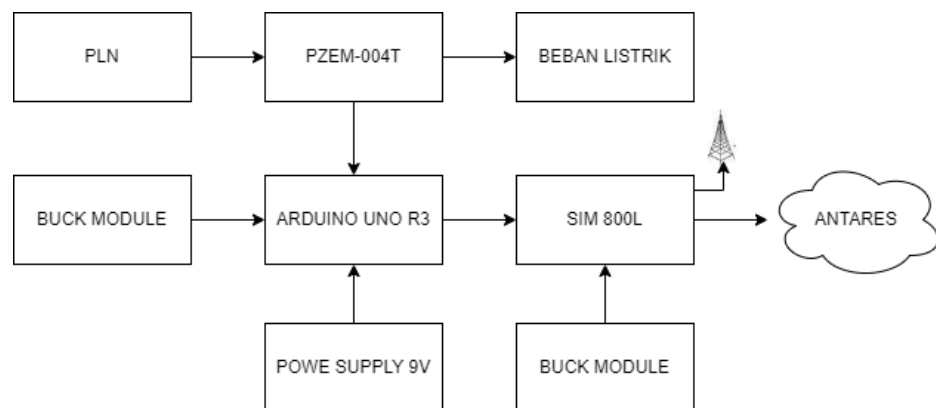 PLN
PZEM-004T
BEBAN LISTRIK
BUCK MODULE
ARDUINO UNO R3
SIM 800L
ANTARES
POWE SUPPLY 9V
BUCK MODULE